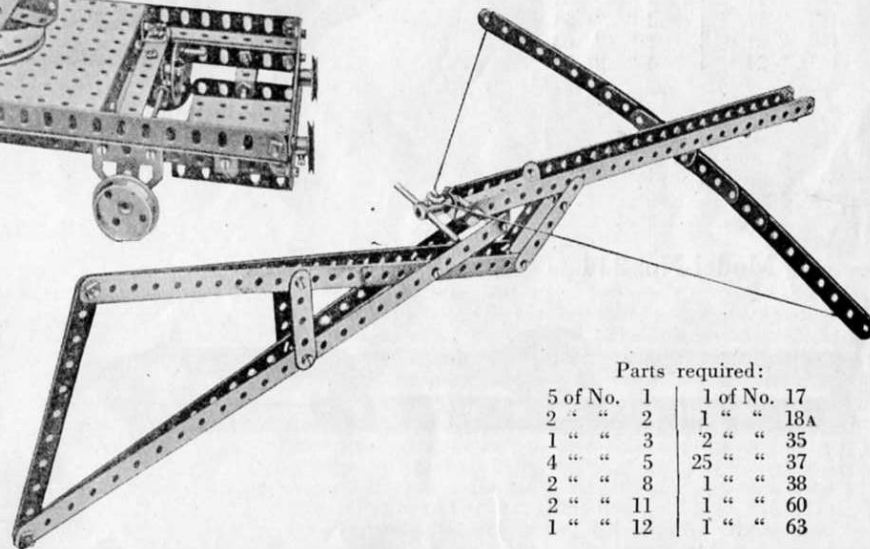 Parts required:
5 of No. 1 1 of No. 17
2 “ “ 2 1 “ “ 18A
1 “ “ 3 2 “ “ 35
4 “ “ 5 25 “ “ 37
2 “ “ 8 1 “ “ 38
2 “ “ 11 1 “ “ 60
1 “ “ 12 1 “ “ 63